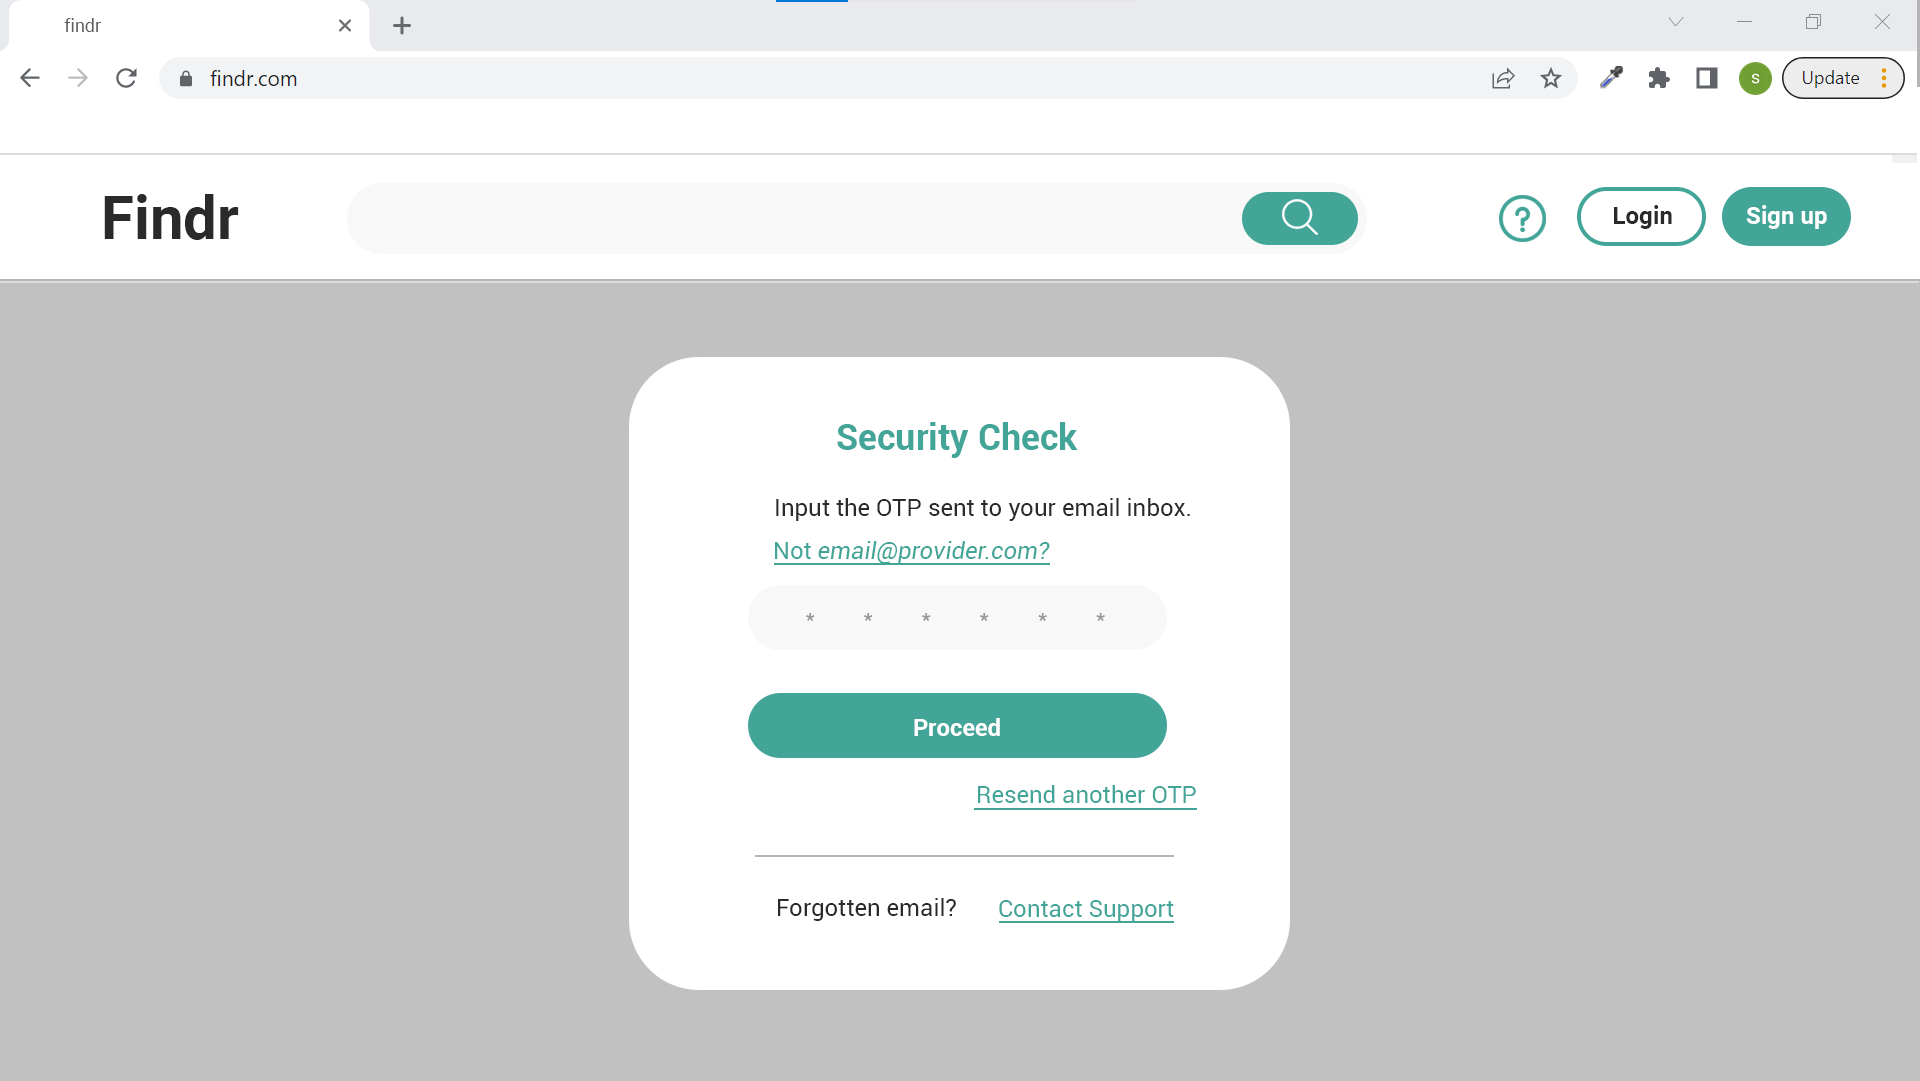 findr
findr.com
S
Update
Findr
?
Login
Sign up
Security Check
Input the OTP sent to your email inbox.
Not email@provider.com?
* * * * * *
Proceed
Resend another OTP
Forgotten email? Contact Support